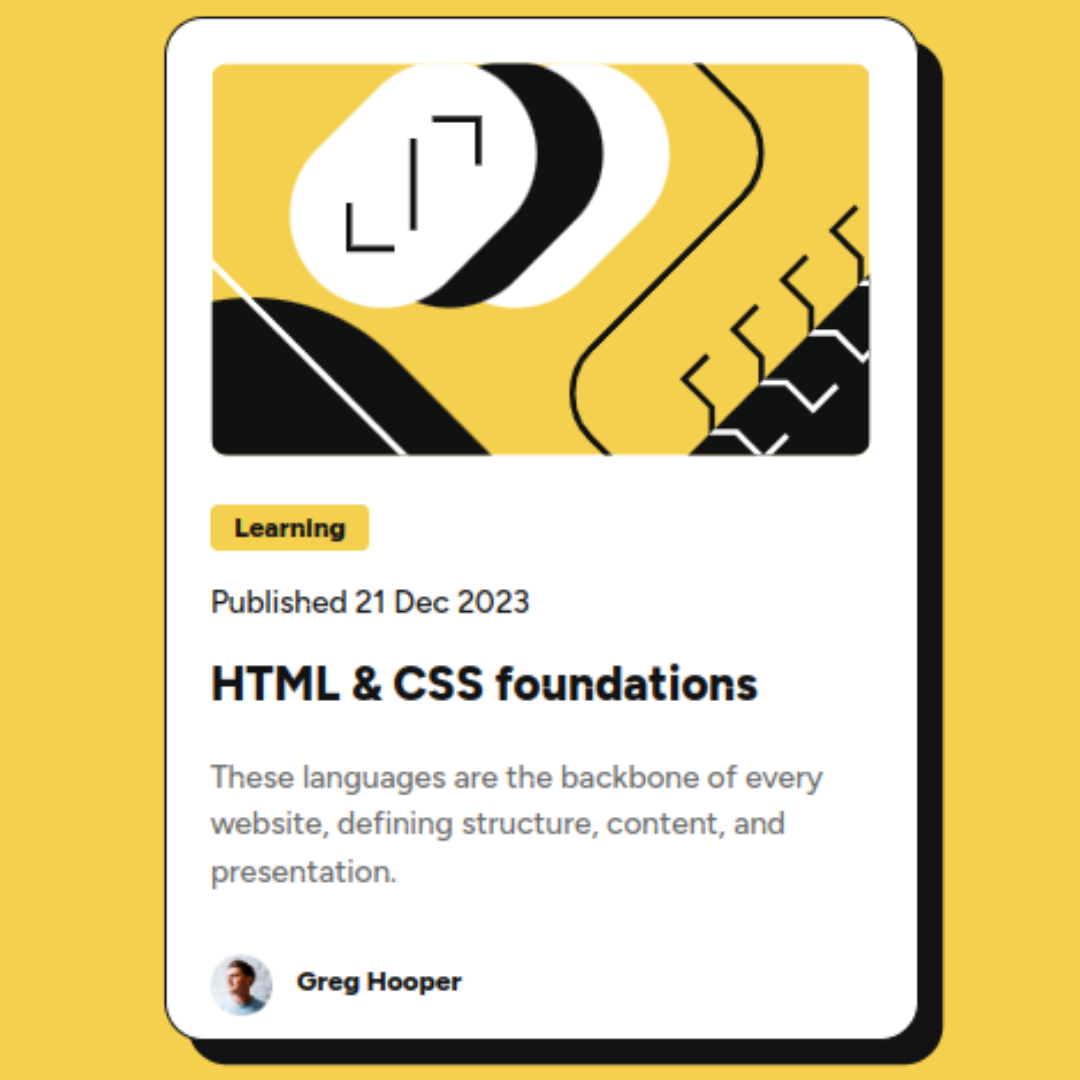 Learning
Published 21 Dec 2023
HTML & CSS foundations
These languages are the backbone of every
website, defining structure, content, and
presentation.
Greg Hooper